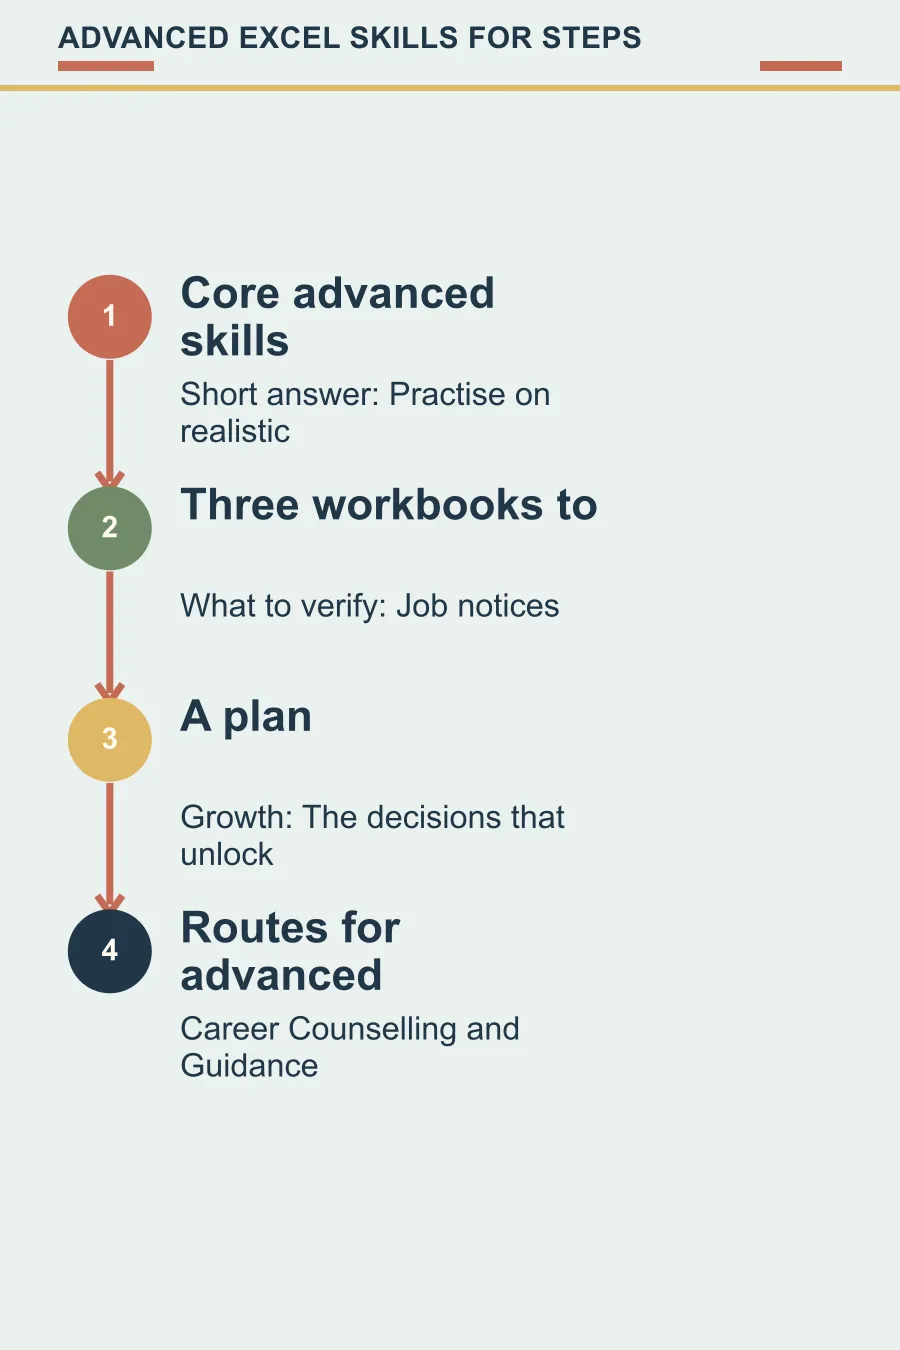 ADVANCED EXCEL SKILLS FOR STEPS
1
Core advanced
skills
Short answer: Practise on
realistic
2
Three workbooks to
What to verify: Job notices
3
A plan
Growth: The decisions that
unlock
4
Routes for
advanced
Career Counselling and
Guidance